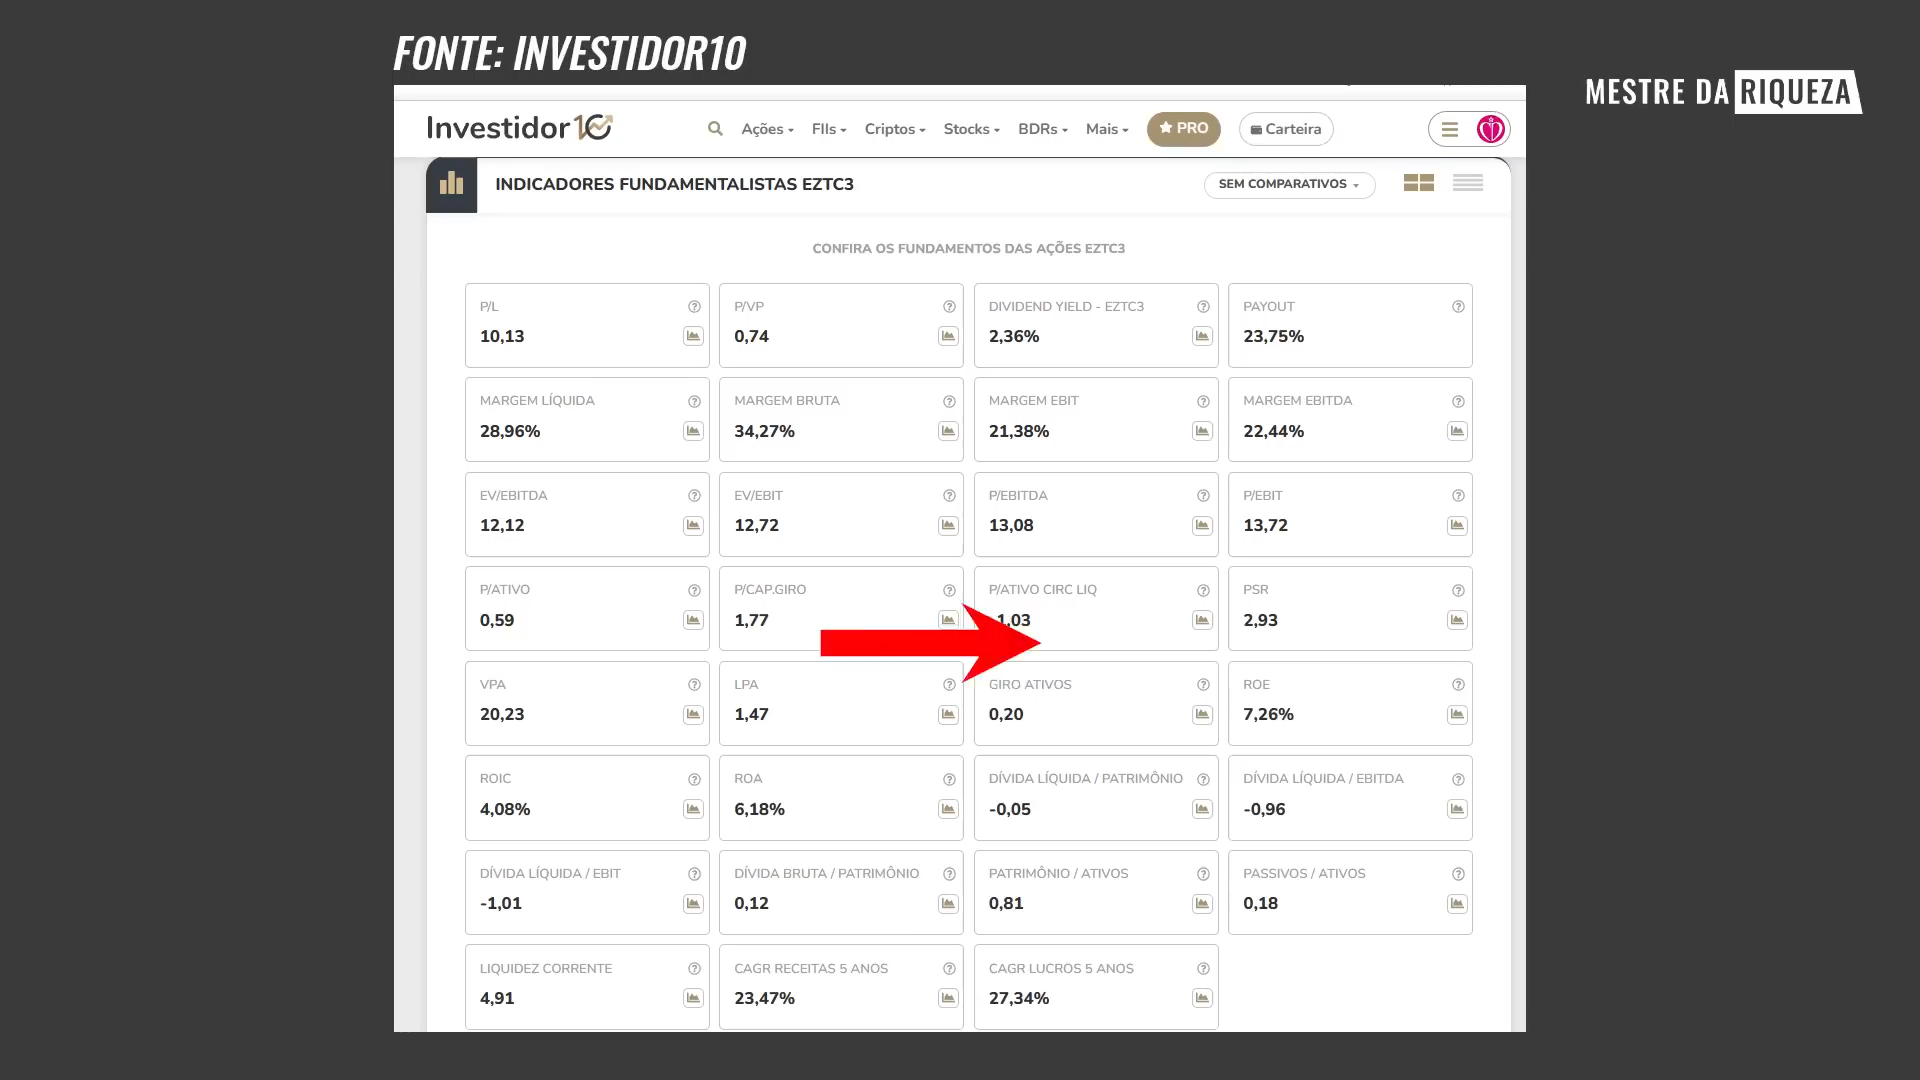 FONTE: INVESTIDOR10
MESTRE DA RIQUEZA
Investidor10
Ações
FIIs
Criptos
Stocks
BDRs
Mais
PRO
Carteira
INDICADORES FUNDAMENTALISTAS EZTC3
SEM COMPARATIVOS
CONFIRA OS FUNDAMENTOS DAS AÇÕES EZTC3
P/L
10,13
P/VP
0,74
DIVIDEND YIELD - EZTC3
2,36%
PAYOUT
23,75%
MARGEM LÍQUIDA
28,96%
MARGEM BRUTA
34,27%
MARGEM EBIT
21,38%
MARGEM EBITDA
22,44%
EV/EBITDA
12,12
EV/EBIT
12,72
P/EBITDA
13,08
P/EBIT
13,72
P/ATIVO
0,59
P/CAP.GIRO
1,77
P/ATIVO CIRC LIQ
1,03
PSR
2,93
VPA
20,23
LPA
1,47
GIRO ATIVOS
0,20
ROE
7,26%
ROIC
4,08%
ROA
6,18%
DÍVIDA LÍQUIDA / PATRIMÔNIO
-0,05
DÍVIDA LÍQUIDA / EBITDA
-0,96
DÍVIDA LÍQUIDA / EBIT
-1,01
DÍVIDA BRUTA / PATRIMÔNIO
0,12
PATRIMÔNIO / ATIVOS
0,81
PASSIVOS / ATIVOS
0,18
LIQUIDEZ CORRENTE
4,91
CAGR RECEITAS 5 ANOS
23,47%
CAGR LUCROS 5 ANOS
27,34%